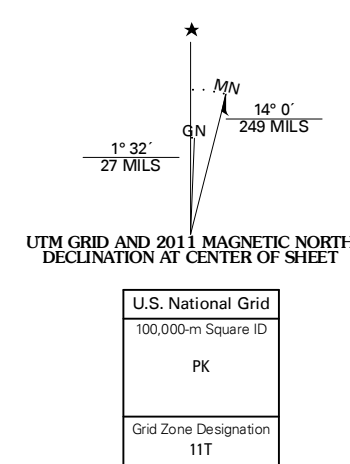 ★
MN
GN
14° 0´
249 MILS
1° 32´
27 MILS
UTM GRID AND 2011 MAGNETIC NORTH
DECLINATION AT CENTER OF SHEET
U.S. National Grid
100,000-m Square ID
PK
Grid Zone Designation
11T